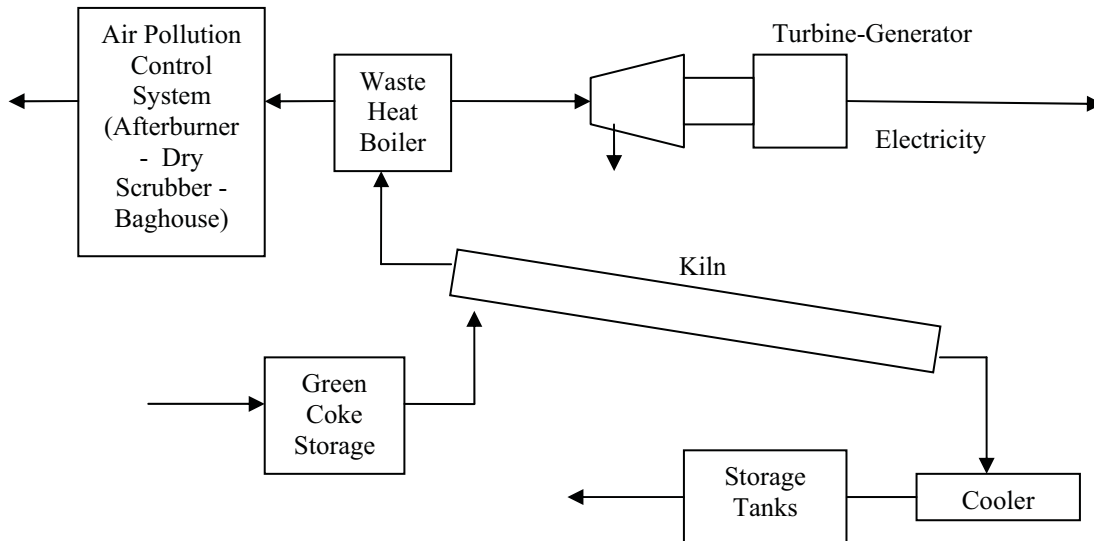 Air Pollution
Control
System
(Afterburner
- Dry
Scrubber -
Baghouse)
Waste
Heat
Boiler
Turbine-Generator
Electricity
Kiln
Green
Coke
Storage
Storage
Tanks
Cooler